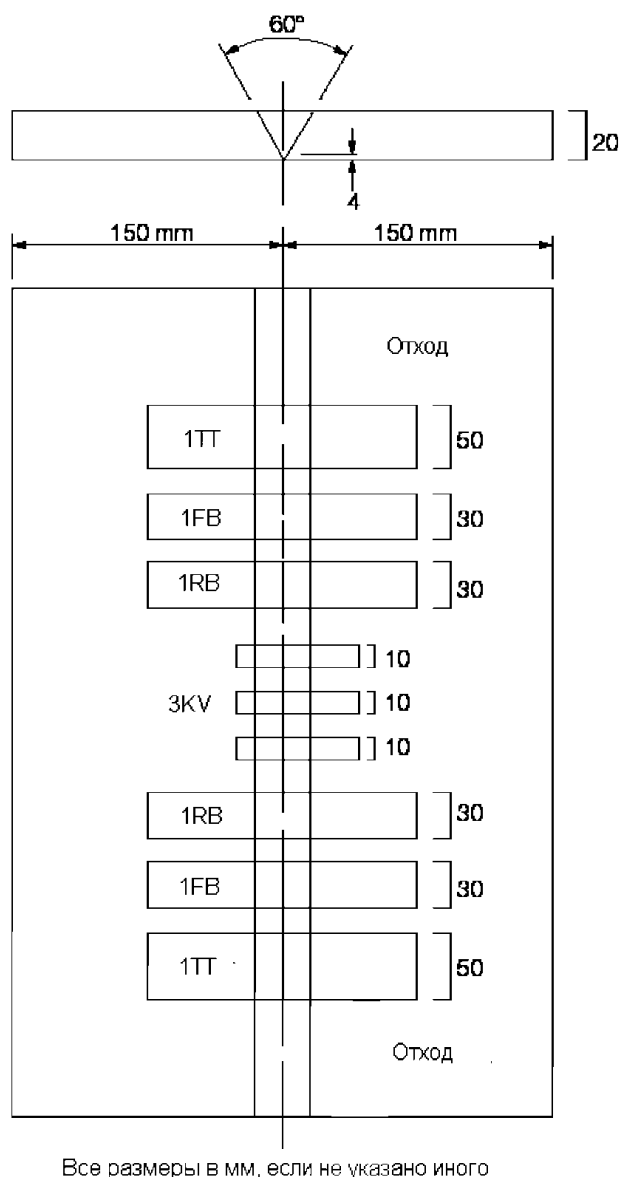 60°
20
4
150 mm 150 mm
Отход
1TT 50
1FB 30
1RB 30
10
3KV 10
10
1RB 30
1FB 30
1TT 50
Отход
Все размеры в мм, если не указано иного